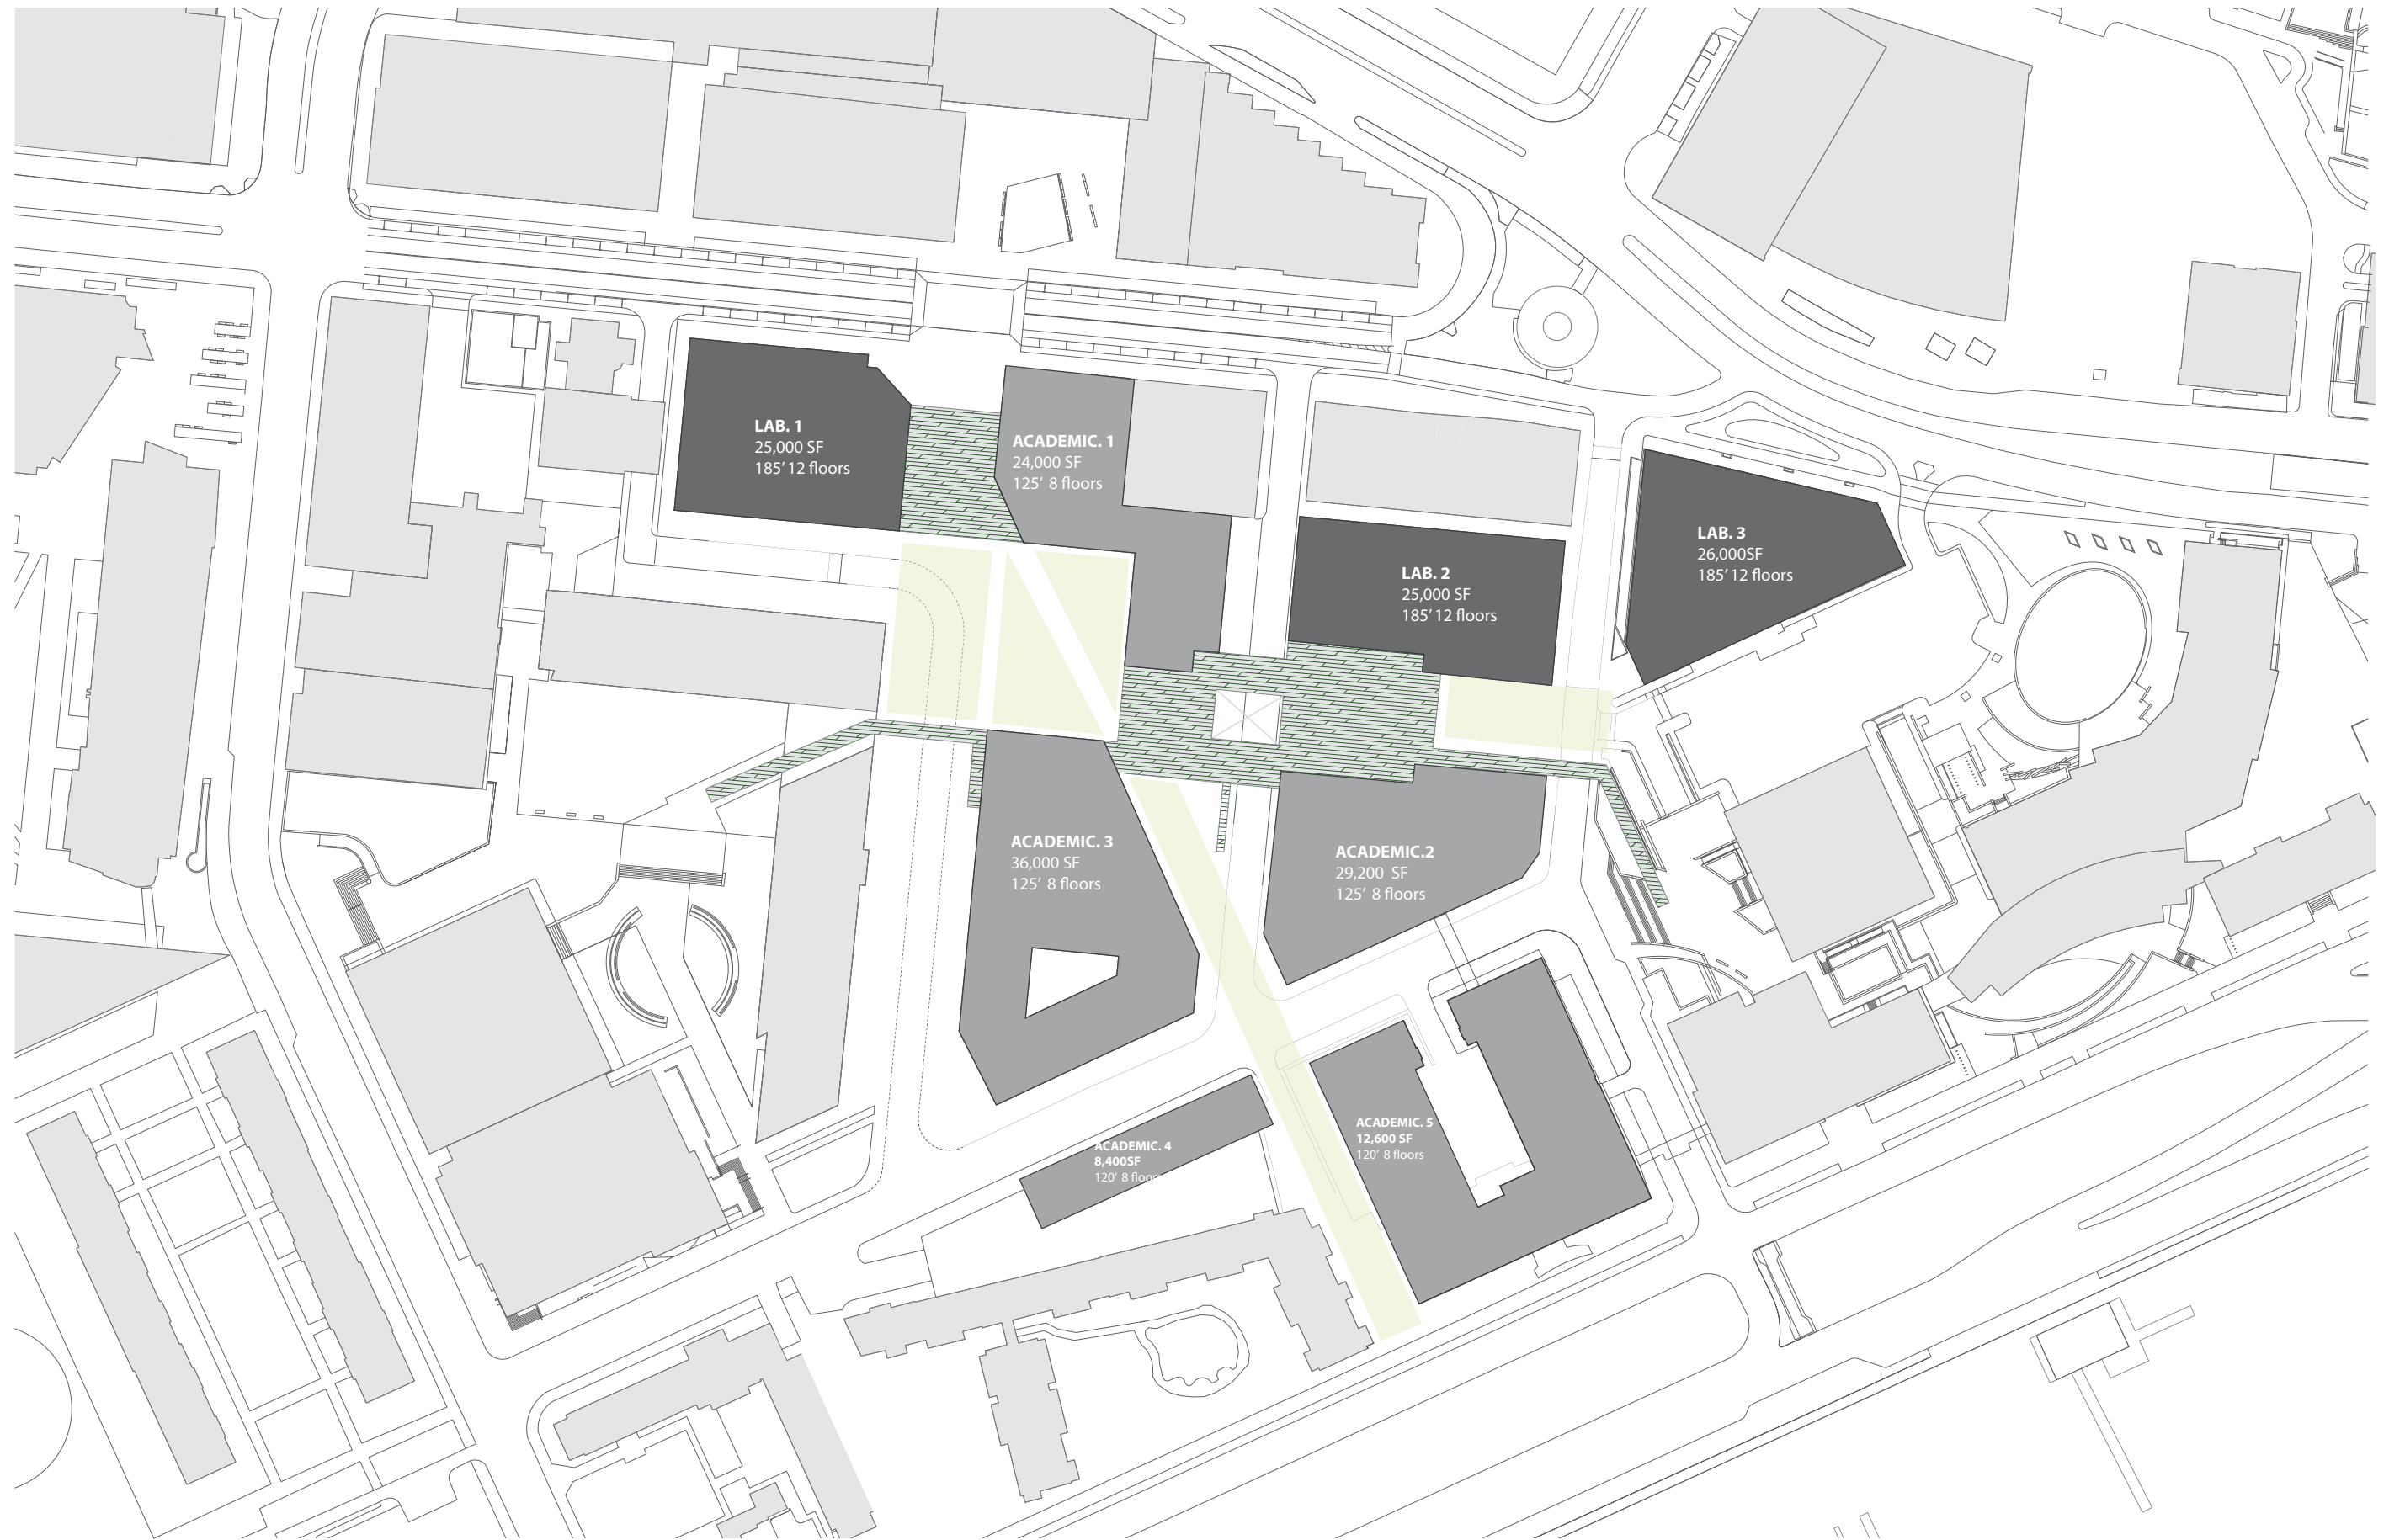 LAB. 1
25,000 SF
185' 12 floors
ACADEMIC. 1
24,000 SF
125' 8 floors
LAB. 2
25,000 SF
185' 12 floors
LAB. 3
26,000SF
185' 12 floors
ACADEMIC. 3
36,000 SF
125' 8 floors
ACADEMIC.2
29,200 SF
125' 8 floors
ACADEMIC. 4
8,400SF
120' 8 floors
ACADEMIC. 5
12,600 SF
120' 8 floors